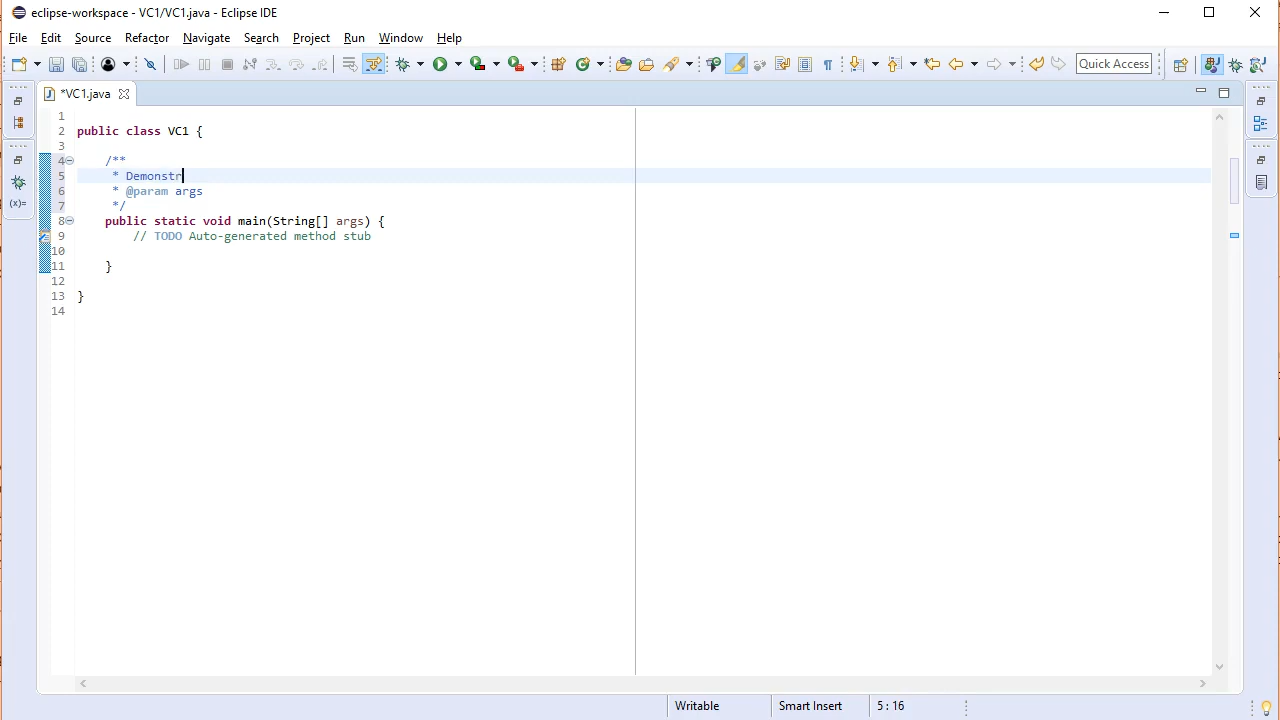 eclipse-workspace - VC1/VC1.java - Eclipse IDE
File Edit Source Refactor Navigate Search Project Run Window Help
Quick Access
*VC1.java
1
2 public class VC1 {
3
4 /**
5 * Demonstr
6 * @param args
7 */
8 public static void main(String[] args) {
9 // TODO Auto-generated method stub
10
11 }
12
13 }
14
(x)=
Writable Smart Insert 5 : 16